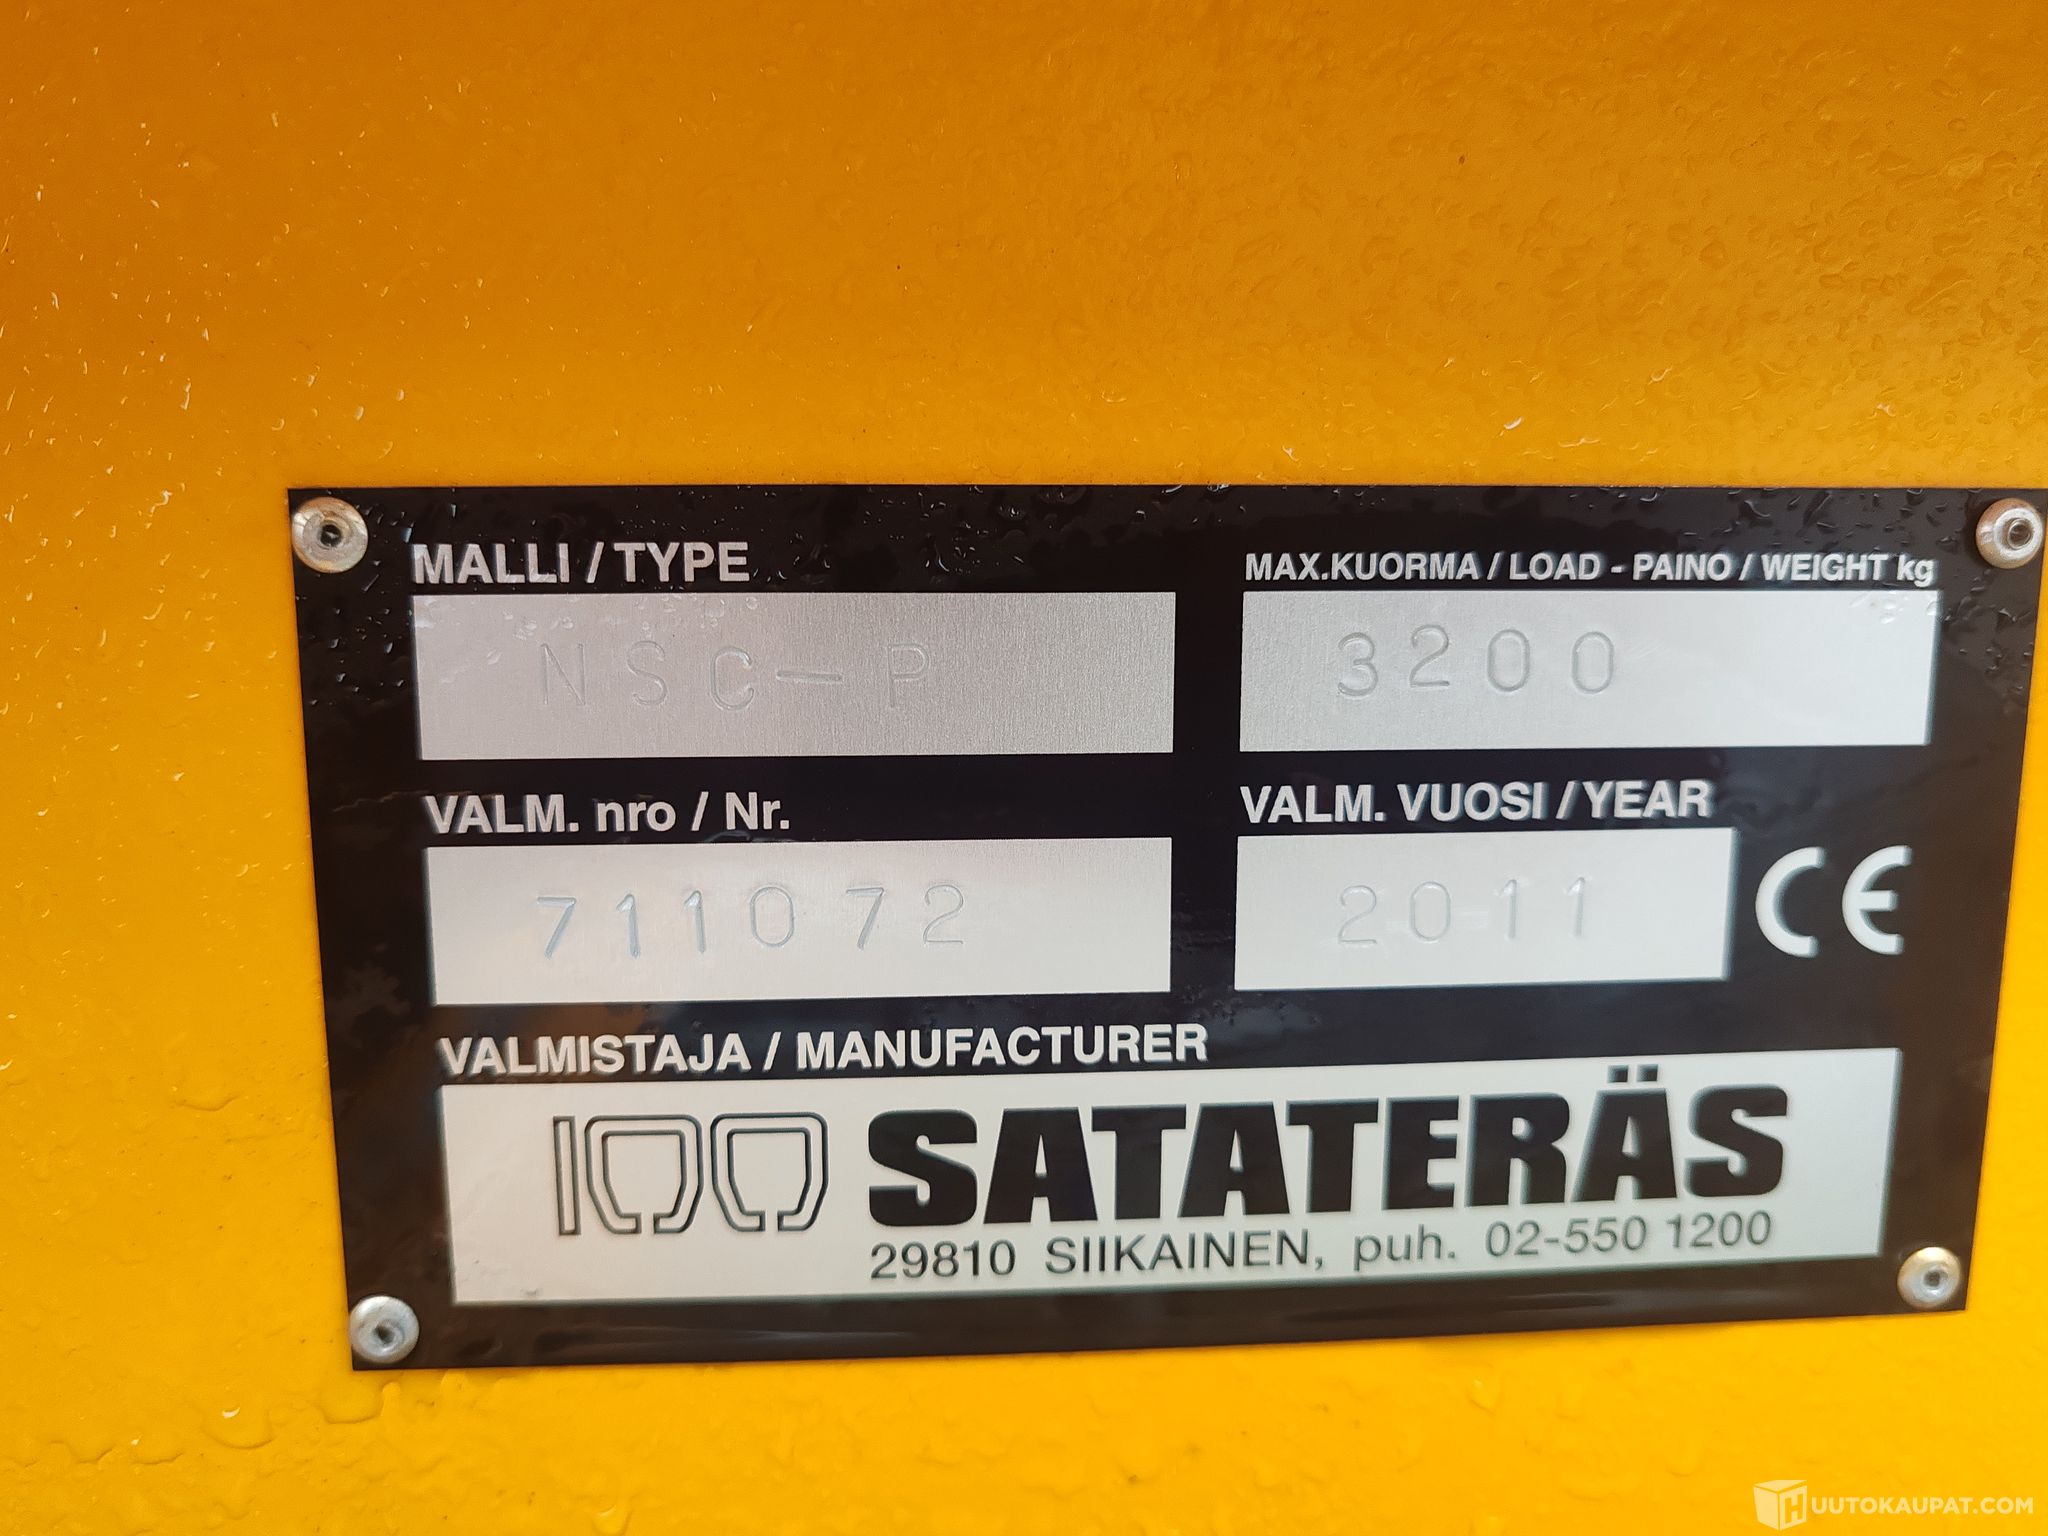 MALLI / TYPE
MAX.KUORMA / LOAD - PAINO / WEIGHT kg
NSC-P
3200
VALM. nro / Nr.
VALM. VUOSI / YEAR
711072
2011
CE
VALMISTAJA / MANUFACTURER
100 SATATERÄS
29810 SIIKAINEN, puh. 02-550 1200
HUUTOKAUPAT.COM